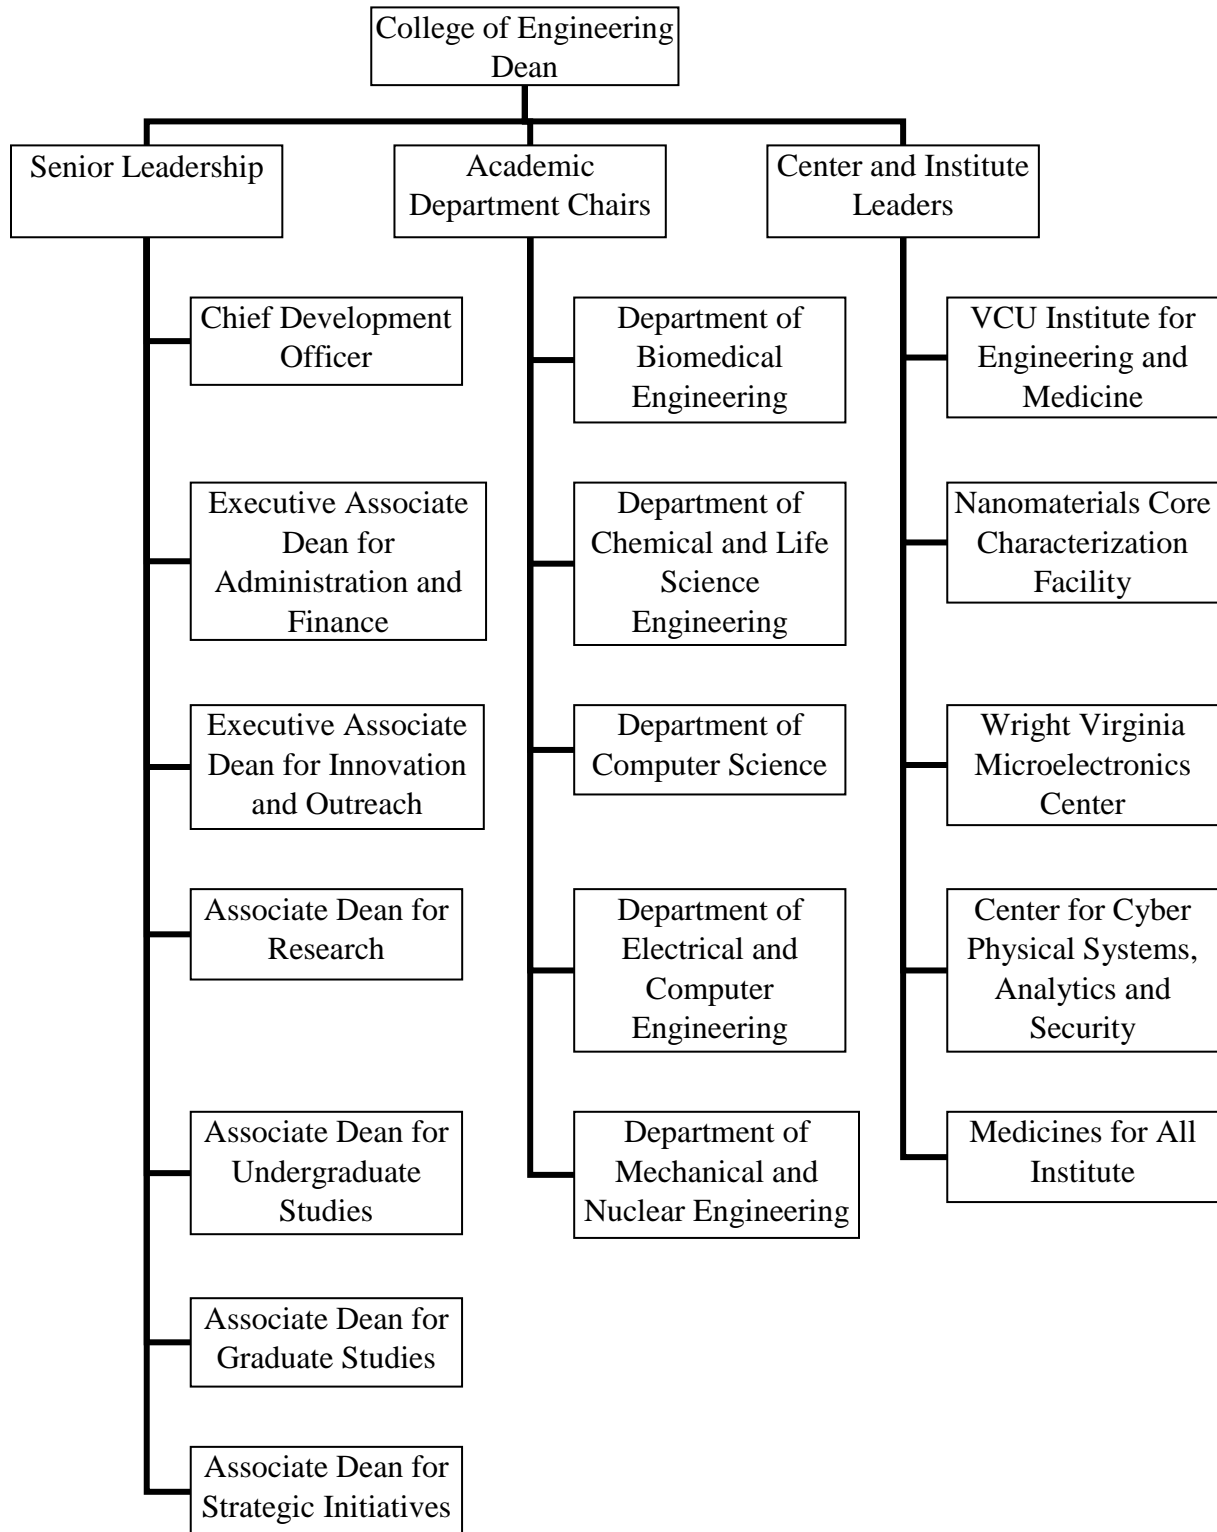 College of Engineering
Dean
Senior Leadership
Academic
Department Chairs
Center and Institute
Leaders
Chief Development
Officer
Executive Associate
Dean for
Administration and
Finance
Executive Associate
Dean for Innovation
and Outreach
Associate Dean for
Research
Associate Dean for
Undergraduate
Studies
Associate Dean for
Graduate Studies
Associate Dean for
Strategic Initiatives
Department of
Biomedical
Engineering
Department of
Chemical and Life
Science
Engineering
Department of
Computer Science
Department of
Electrical and
Computer
Engineering
Department of
Mechanical and
Nuclear Engineering
VCU Institute for
Engineering and
Medicine
Nanomaterials Core
Characterization
Facility
Wright Virginia
Microelectronics
Center
Center for Cyber
Physical Systems,
Analytics and
Security
Medicines for All
Institute